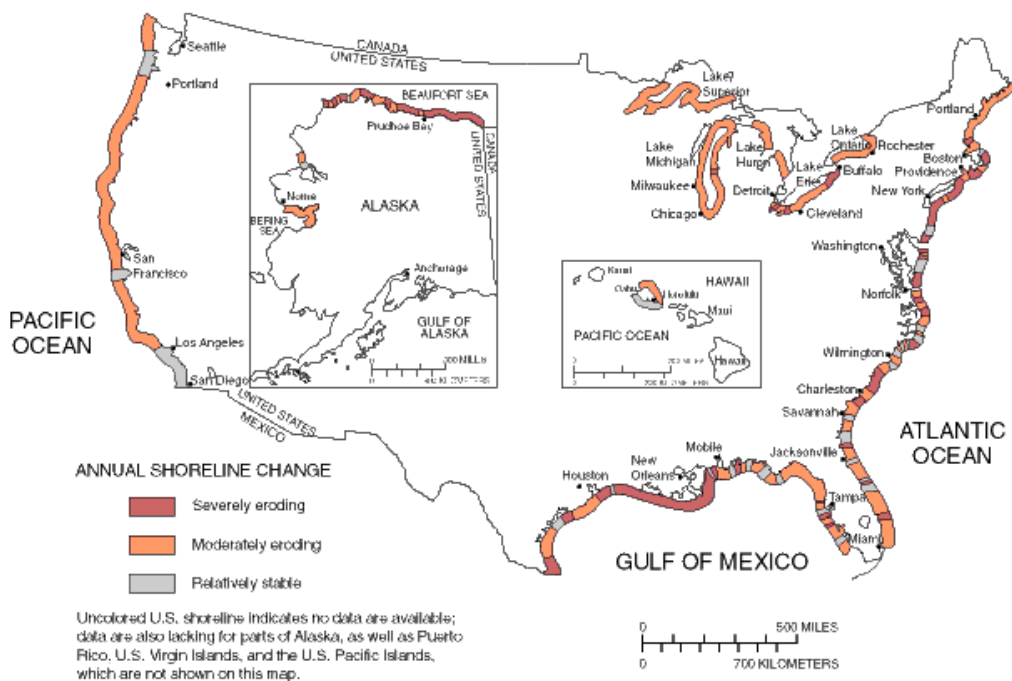 CANADA
UNITED STATES
Seattle
Portland
BEAUFORT SEA
Prudhoe Bay
CANADA
UNITED STATES
Nome
ALASKA
BERING
SEA
Anchorage
GULF OF
ALASKA
Lake
Superior
Lake
Michigan
Lake
Huron
Lake
Ontario
Lake
Erie
Portland
Rochester
Boston
Buffalo
Providence
New York
Milwaukee
Detroit
Chicago
Cleveland
Washington
Norfolk
Kauai
HAWAII
Oahu
Honolulu
Maui
PACIFIC OCEAN
Hawaii
San
Francisco
PACIFIC
OCEAN
Los Angeles
San Diego
UNITED STATES
MEXICO
Wilmington
Charleston
Savannah
ATLANTIC
OCEAN
Mobile
Jacksonville
New
Orleans
Houston
Tampa
Miami
GULF OF MEXICO
ANNUAL SHORELINE CHANGE
Severely eroding
Moderately eroding
Relatively stable
Uncolored U.S. shoreline indicates no data are available;
data are also lacking for parts of Alaska, as well as Puerto
Rico, U.S. Virgin Islands, and the U.S. Pacific Islands,
which are not shown on this map.
0 500 MILES
0 700 KILOMETERS